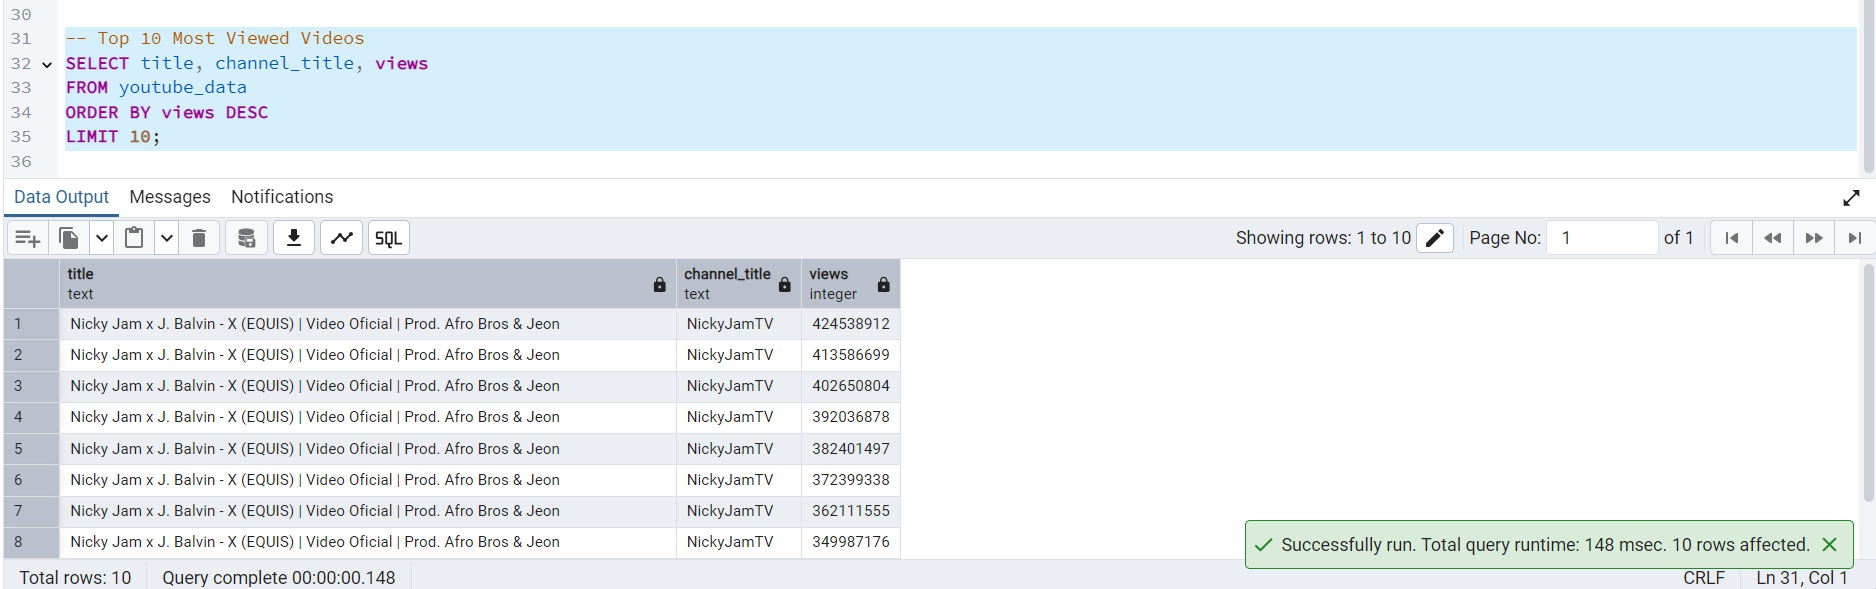 30
31 -- Top 10 Most Viewed Videos
32 SELECT title, channel_title, views
33 FROM youtube_data
34 ORDER BY views DESC
35 LIMIT 10;
36
Data Output Messages Notifications
SQL Showing rows: 1 to 10 Page No: 1 of 1
title channel_title views
text text integer
1 Nicky Jam x J. Balvin - X (EQUIS) | Video Oficial | Prod. Afro Bros & Jeon NickyJamTV 424538912
2 Nicky Jam x J. Balvin - X (EQUIS) | Video Oficial | Prod. Afro Bros & Jeon NickyJamTV 413586699
3 Nicky Jam x J. Balvin - X (EQUIS) | Video Oficial | Prod. Afro Bros & Jeon NickyJamTV 402650804
4 Nicky Jam x J. Balvin - X (EQUIS) | Video Oficial | Prod. Afro Bros & Jeon NickyJamTV 392036878
5 Nicky Jam x J. Balvin - X (EQUIS) | Video Oficial | Prod. Afro Bros & Jeon NickyJamTV 382401497
6 Nicky Jam x J. Balvin - X (EQUIS) | Video Oficial | Prod. Afro Bros & Jeon NickyJamTV 372399338
7 Nicky Jam x J. Balvin - X (EQUIS) | Video Oficial | Prod. Afro Bros & Jeon NickyJamTV 362111555
8 Nicky Jam x J. Balvin - X (EQUIS) | Video Oficial | Prod. Afro Bros & Jeon NickyJamTV 349987176
Successfully run. Total query runtime: 148 msec. 10 rows affected.
Total rows: 10 Query complete 00:00:00.148 CRLF Ln 31, Col 1